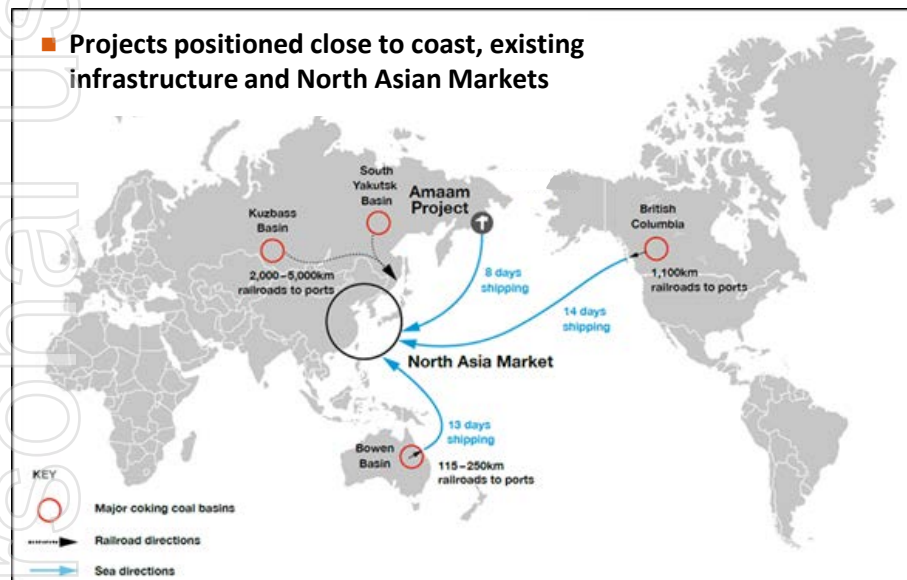 Projects positioned close to coast, existing
infrastructure and North Asian Markets
South
Yakutsk
Basin
Amaam
Project
Kuzbass
Basin
British
Columbia
2,000–5,000km
railroads to ports
8 days
shipping
1,100km
railroads to ports
14 days
shipping
North Asia Market
13 days
shipping
Bowen
Basin
115–250km
railroads to ports
KEY
Major coking coal basins
Railroad directions
Sea directions